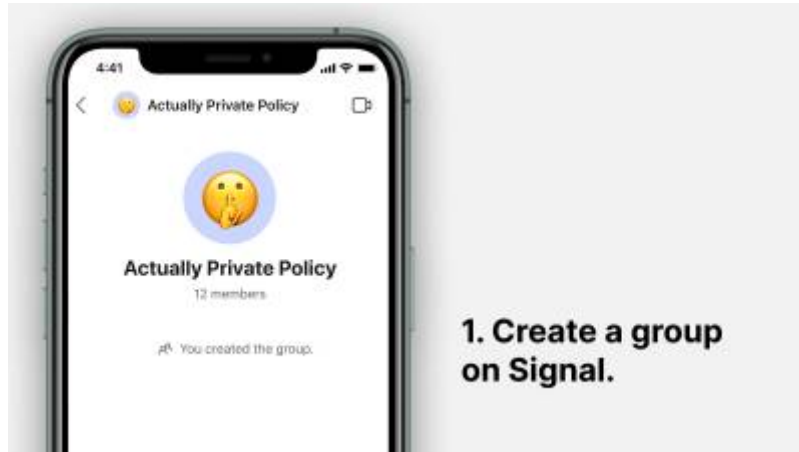 4:41
Actually Private Policy
Actually Private Policy
12 members
You created the group.
1. Create a group
on Signal.